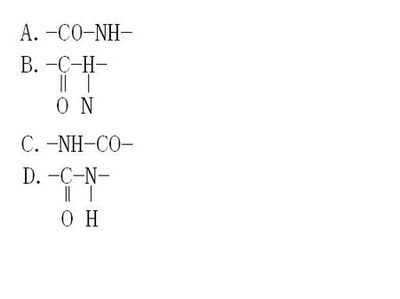 A. -CO-NH-
B. -C-H-
‖ |
O N
C. -NH-CO-
D. -C-N-
‖ |
O H